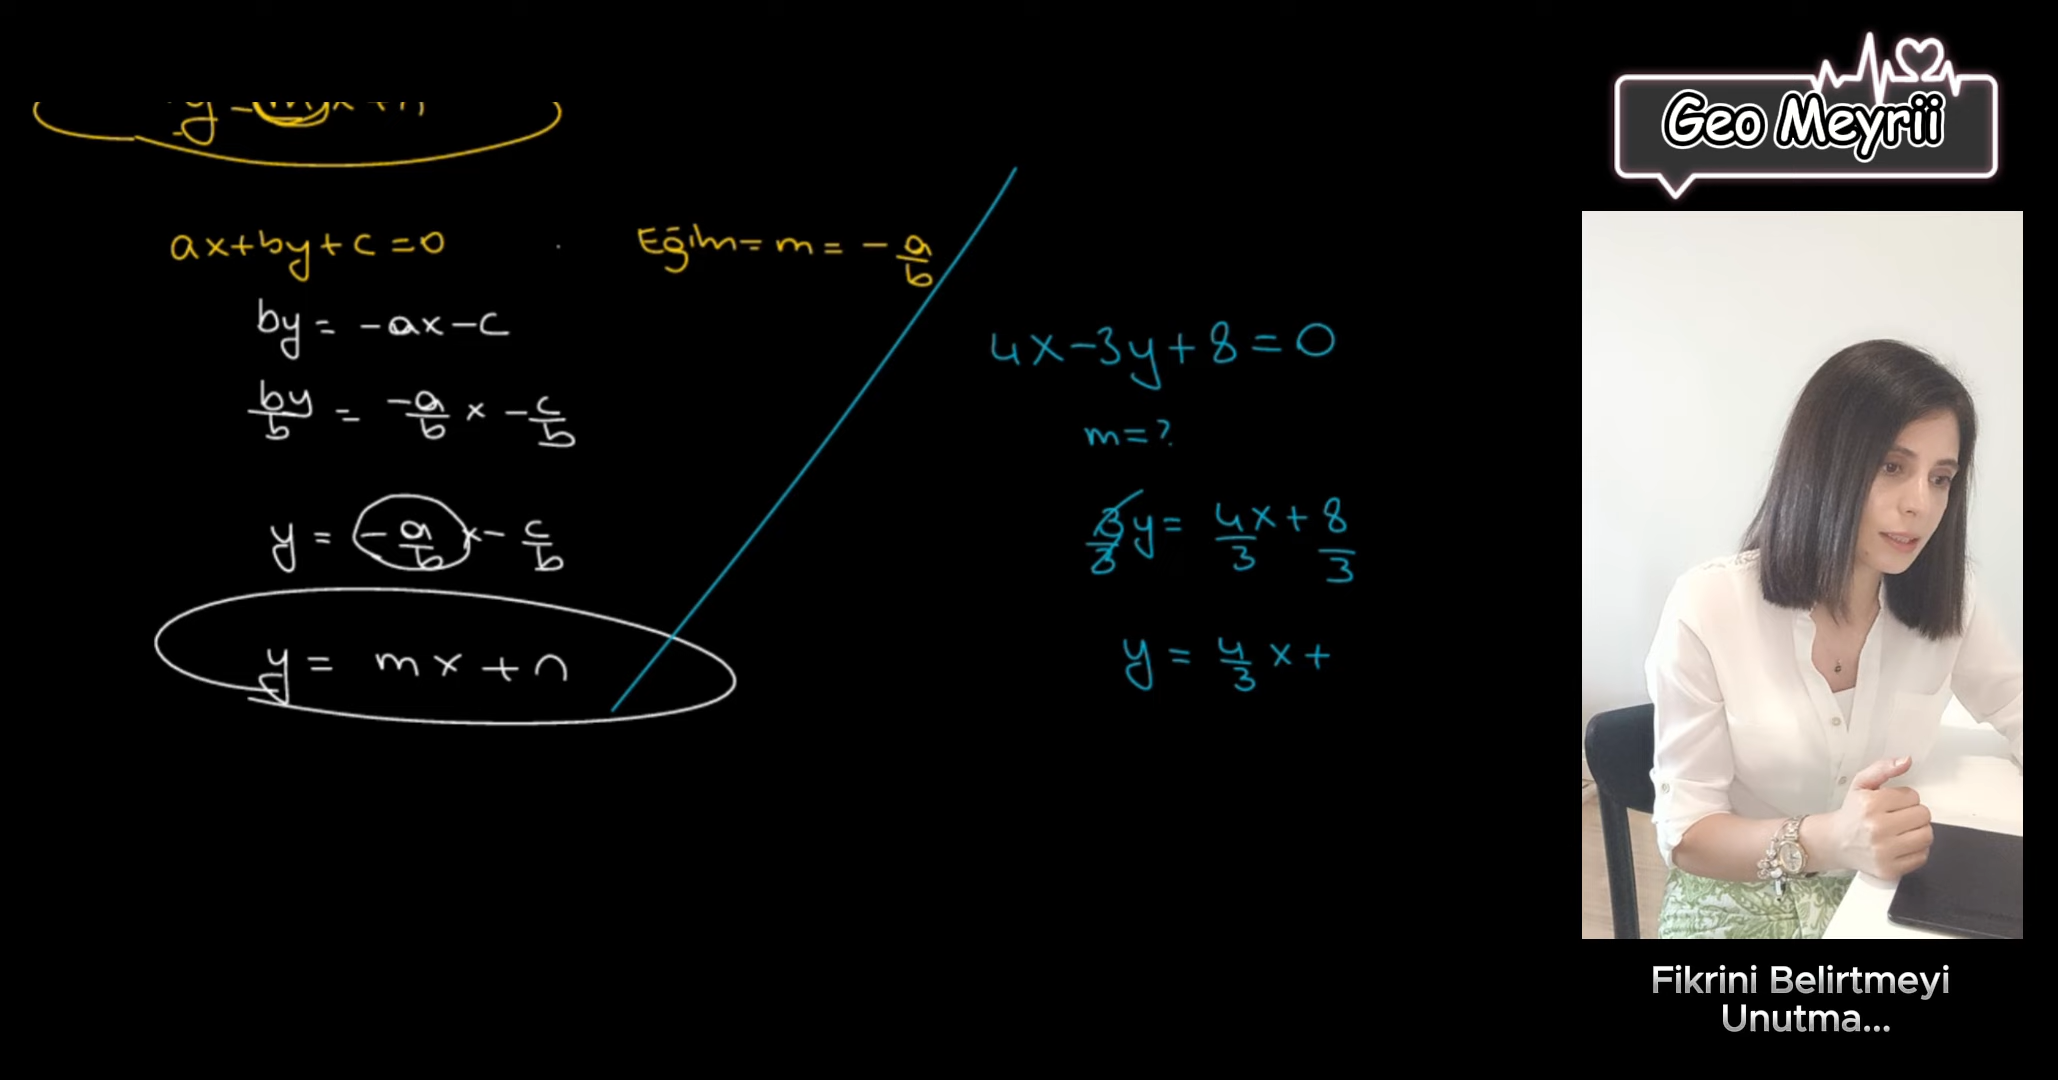 y = mx + n
ax + by + c = 0
Eğim = m = - a/b
by = -ax - c
by/b = -a/b x - c/b
y = -a/b x - c/b
y = mx + n
4x - 3y + 8 = 0
m = ?
3y/3 = 4x/3 + 8/3
y = 4/3 x +
Geo Meyrii
Fikrini Belirtmeyi
Unutma...